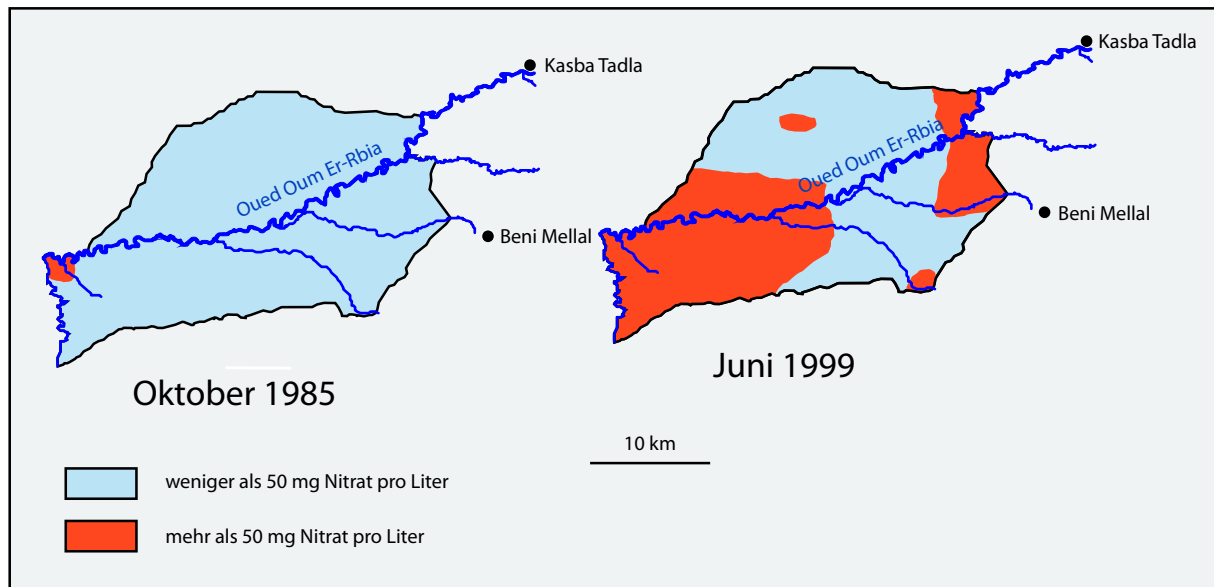 Kasba Tadla
Oued Oum Er-Rbia
Beni Mellal
Oktober 1985
Kasba Tadla
Oued Oum Er-Rbia
Beni Mellal
Juni 1999
10 km
weniger als 50 mg Nitrat pro Liter
mehr als 50 mg Nitrat pro Liter